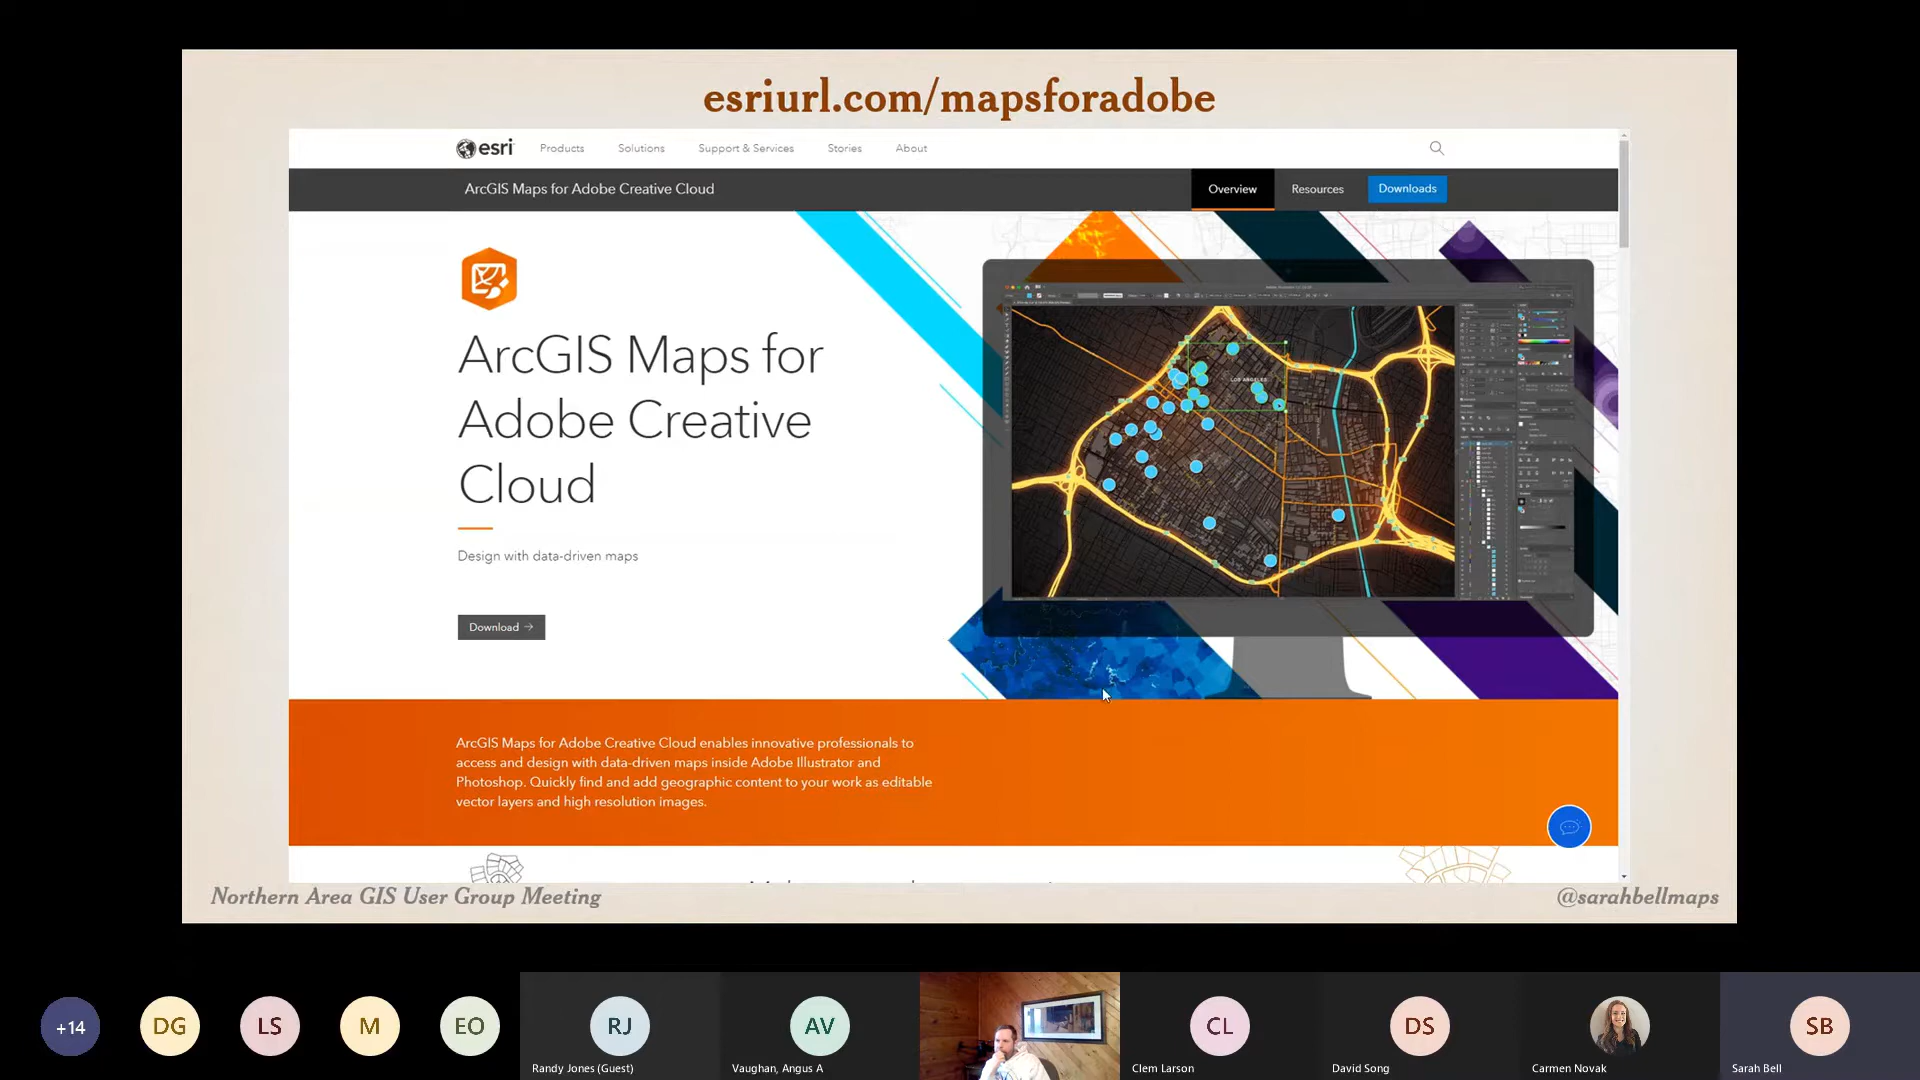 esriurl.com/mapsforadobe
esri Products Solutions Support & Services Stories About
ArcGIS Maps for Adobe Creative Cloud Overview Resources Downloads
ArcGIS Maps for
Adobe Creative
Cloud
Design with data-driven maps
Download →
LOS ANGELES
ArcGIS Maps for Adobe Creative Cloud enables innovative professionals to
access and design with data-driven maps inside Adobe Illustrator and
Photoshop. Quickly find and add geographic content to your work as editable
vector layers and high resolution images.
Northern Area GIS User Group Meeting @sarahbellmaps
+14 DG LS M EO RJ AV CL DS SB
Randy Jones (Guest) Vaughan, Angus A Clem Larson David Song Carmen Novak Sarah Bell